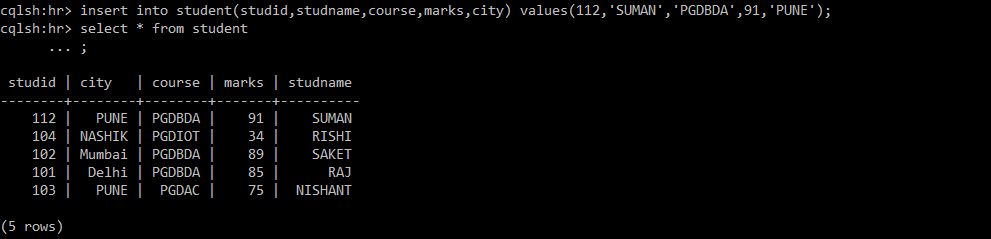 cqlsh:hr> insert into student(studid,studname,course,marks,city) values(112,'SUMAN','PGDBDA',91,'PUNE');
cqlsh:hr> select * from student
      ... ;
 studid | city   | course | marks | studname
--------+--------+--------+-------+----------
    112 |   PUNE | PGDBDA |    91 |    SUMAN
    104 | NASHIK | PGDIOT |    34 |    RISHI
    102 | Mumbai | PGDBDA |    89 |    SAKET
    101 |  Delhi | PGDBDA |    85 |      RAJ
    103 |   PUNE |  PGDAC |    75 |  NISHANT
(5 rows)